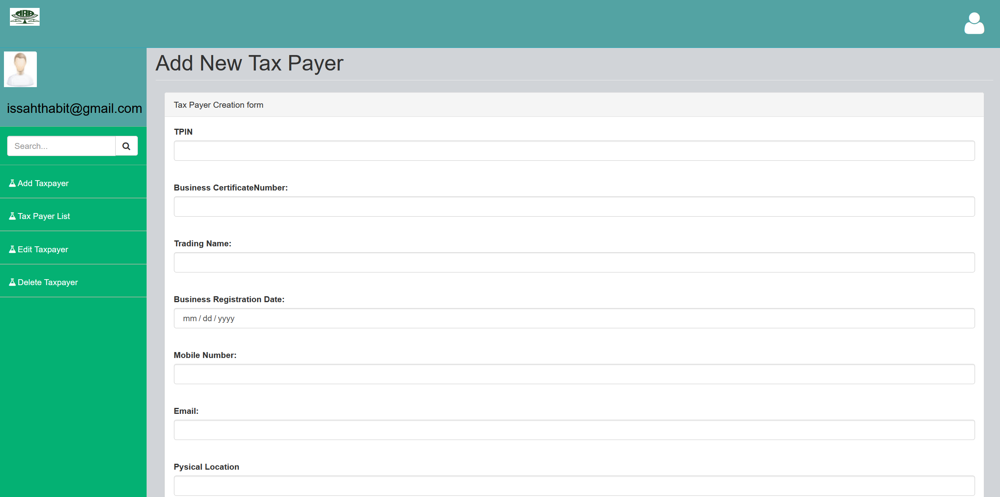 MRA
issahthabit@gmail.com
Search...
Add Taxpayer
Tax Payer List
Edit Taxpayer
Delete Taxpayer
Add New Tax Payer
Tax Payer Creation form
TPIN
Business CertificateNumber:
Trading Name:
Business Registration Date:
mm / dd / yyyy
Mobile Number:
Email:
Pysical Location